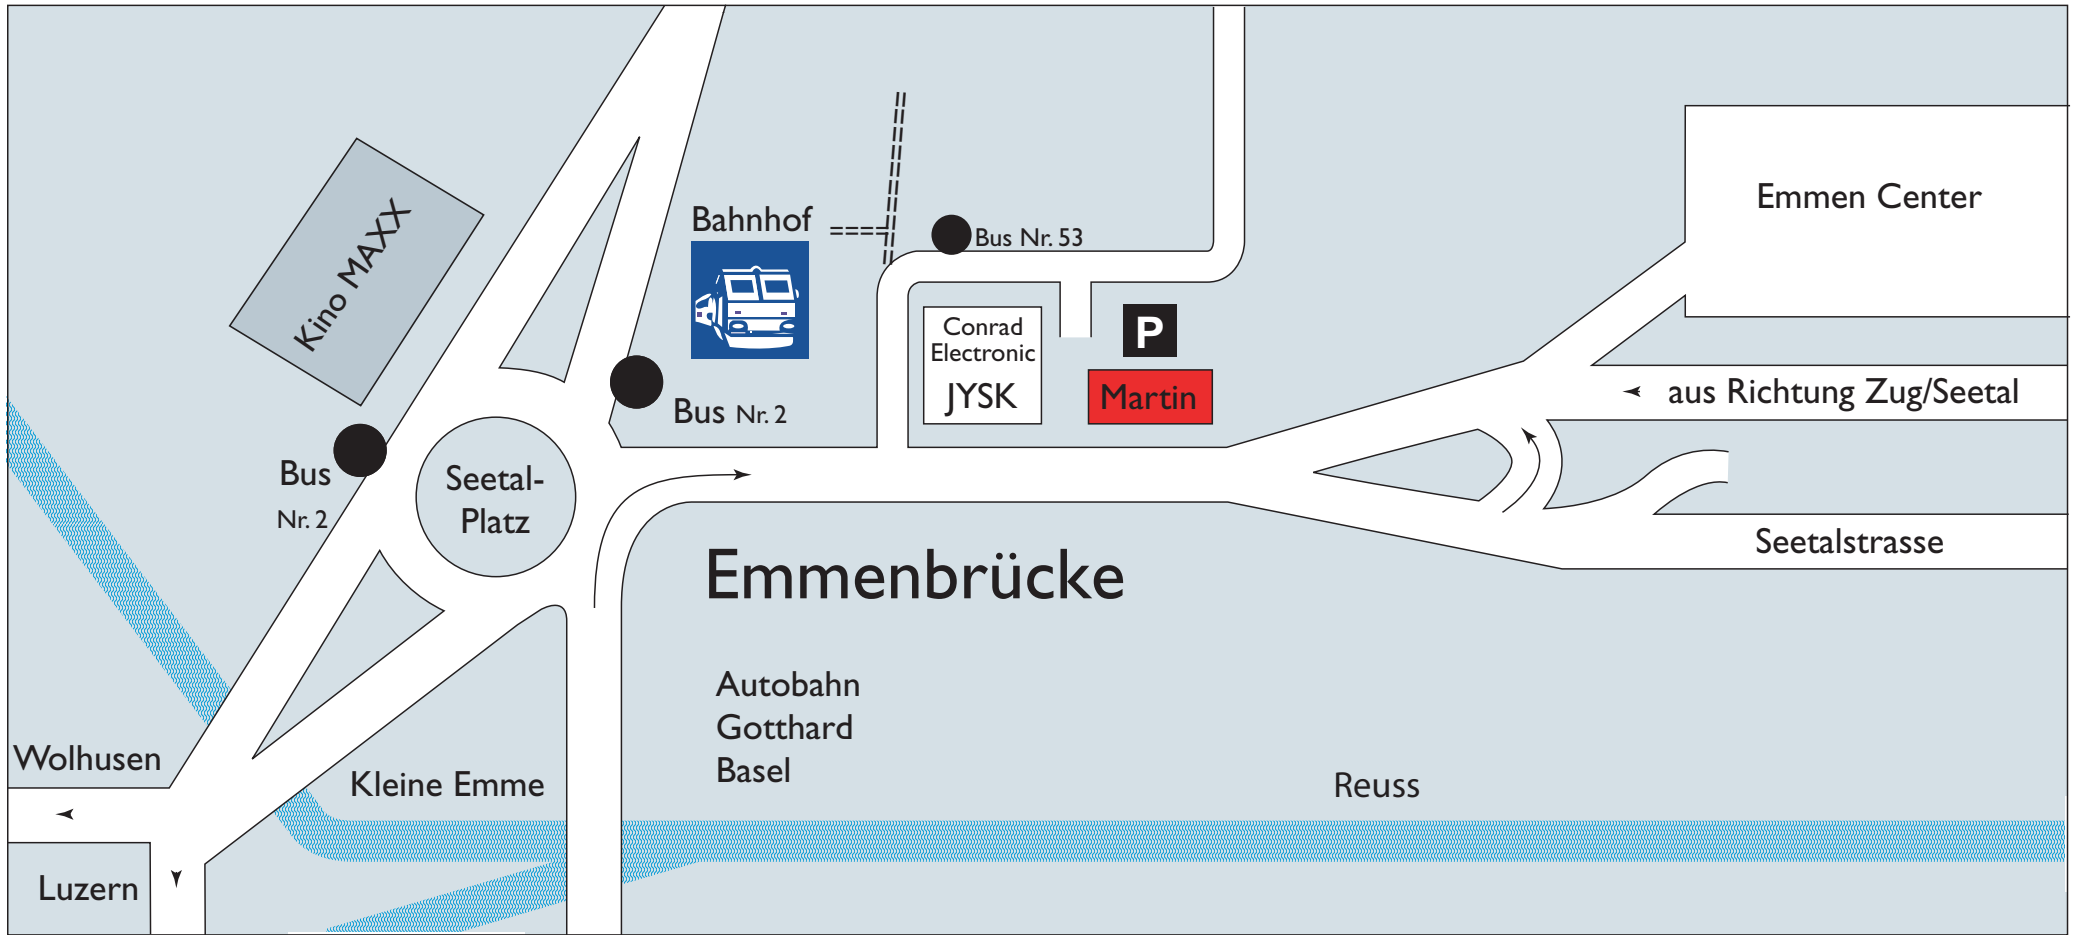 Kino MAXX
Bahnhof
Bus Nr. 53
Emmen Center
Conrad
Electronic
JYSK
P
Martin
aus Richtung Zug/Seetal
Bus Nr. 2
Bus
Nr. 2
Seetal-
Platz
Seetalstrasse
Emmenbrücke
Autobahn
Gotthard
Basel
Wolhusen
Kleine Emme
Reuss
Luzern